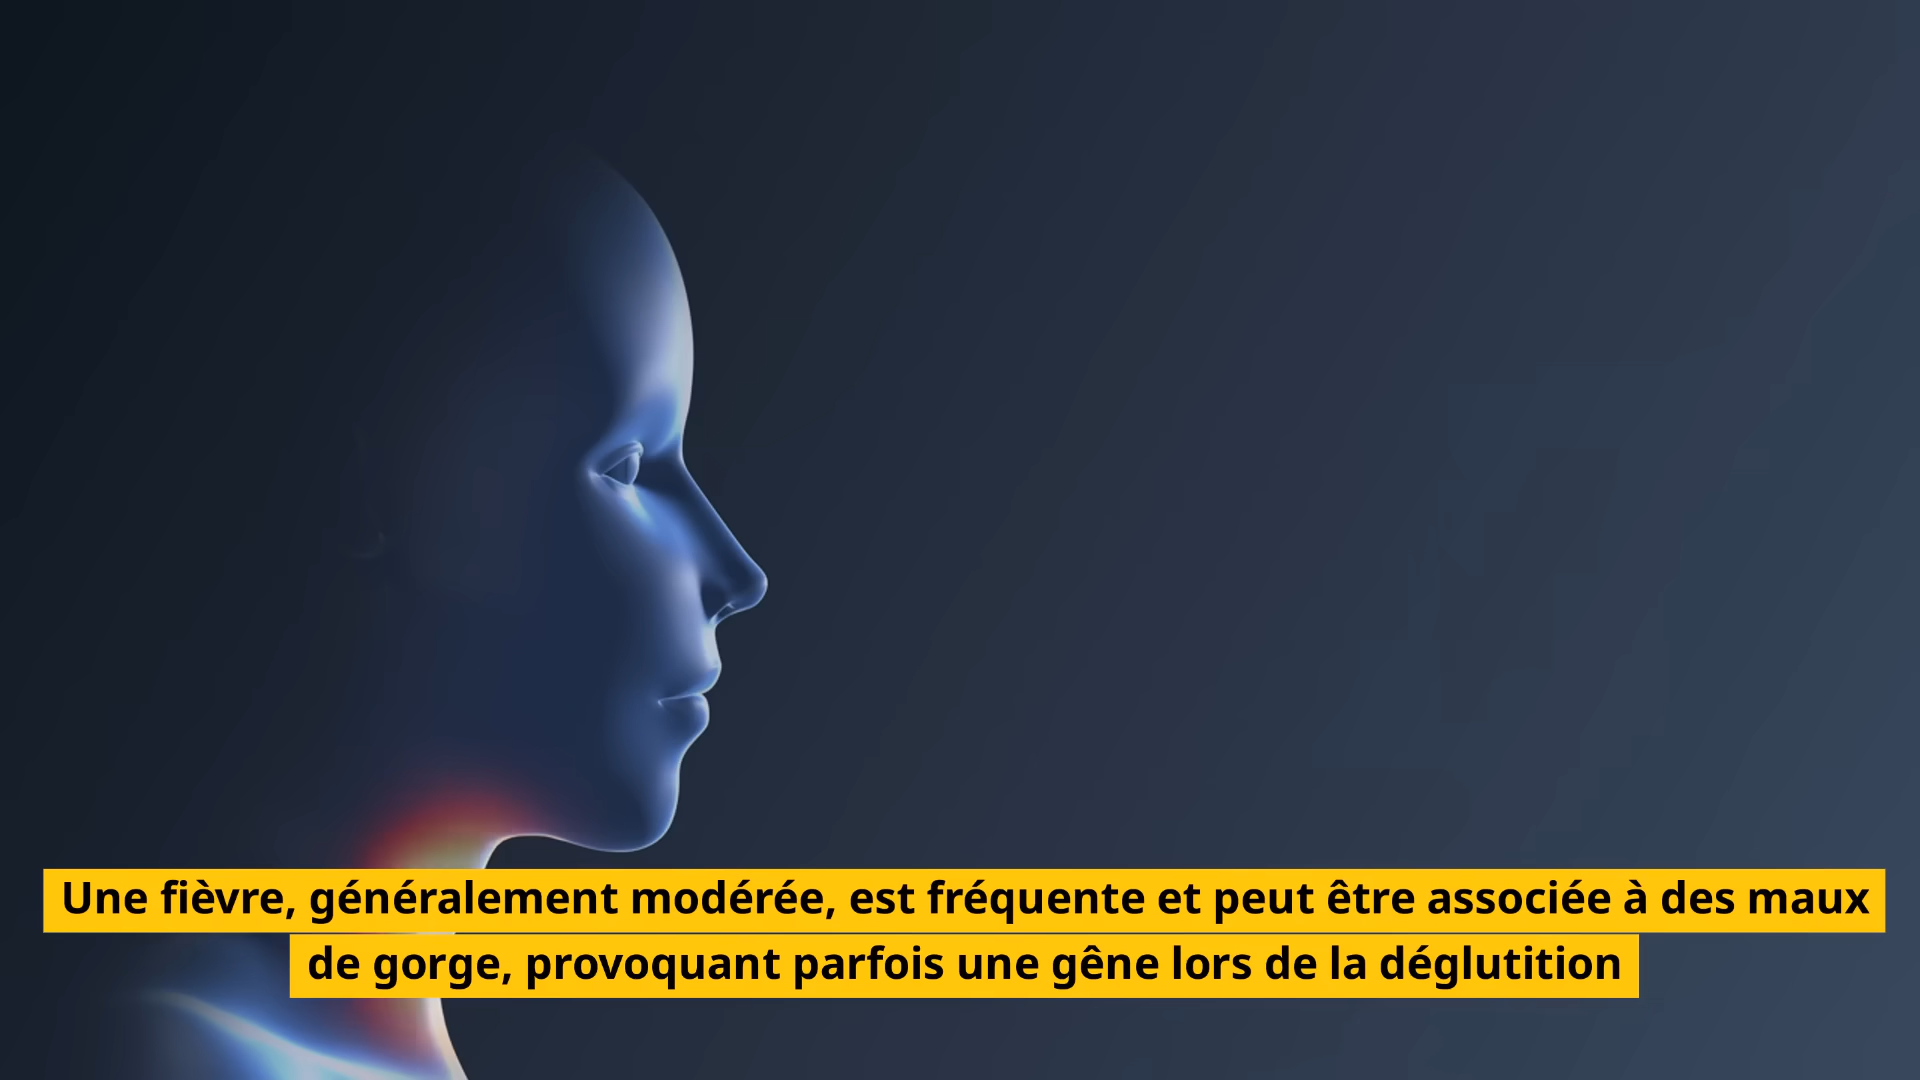 Une fièvre, généralement modérée, est fréquente et peut être associée à des maux
de gorge, provoquant parfois une gêne lors de la déglutition